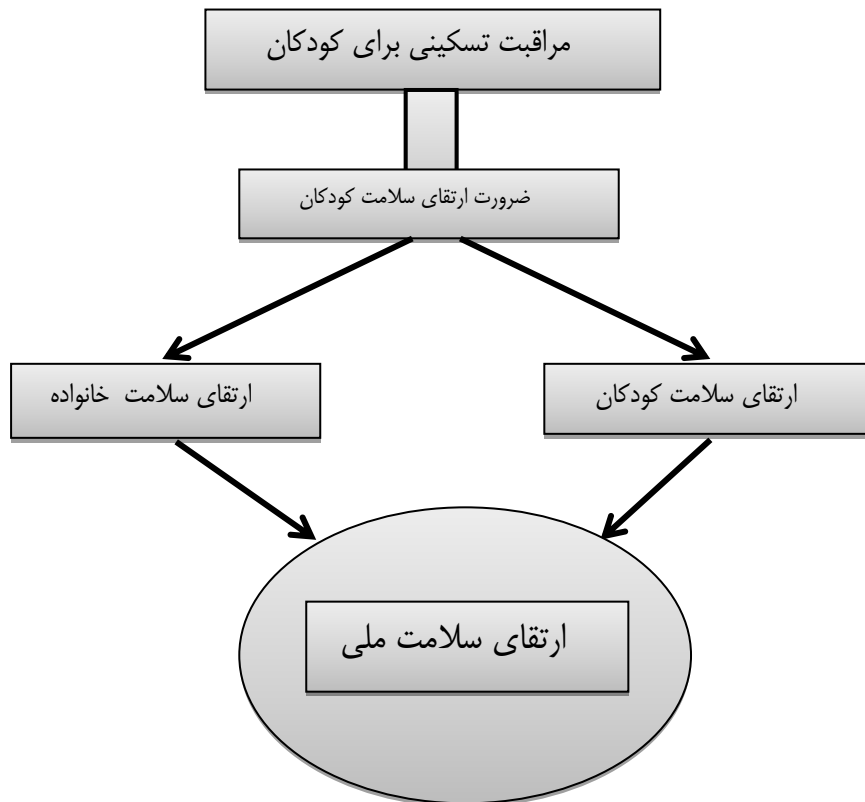 مراقبت تسکینی برای کودکان
ضرورت ارتقای سلامت کودکان
ارتقای سلامت کودکان
ارتقای سلامت خانواده
ارتقای سلامت ملی